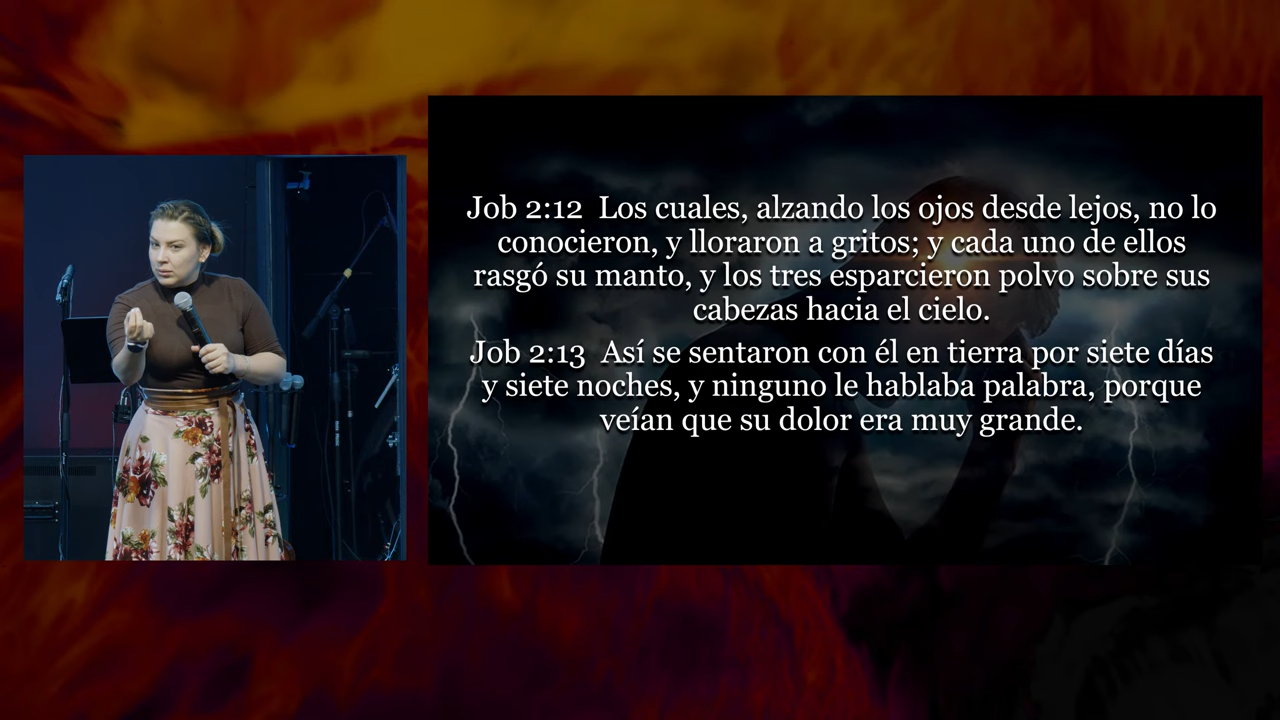 Job 2:12  Los cuales, alzando los ojos desde lejos, no lo
conocieron, y lloraron a gritos; y cada uno de ellos
rasgó su manto, y los tres esparcieron polvo sobre sus
cabezas hacia el cielo.
Job 2:13  Así se sentaron con él en tierra por siete días
y siete noches, y ninguno le hablaba palabra, porque
veían que su dolor era muy grande.